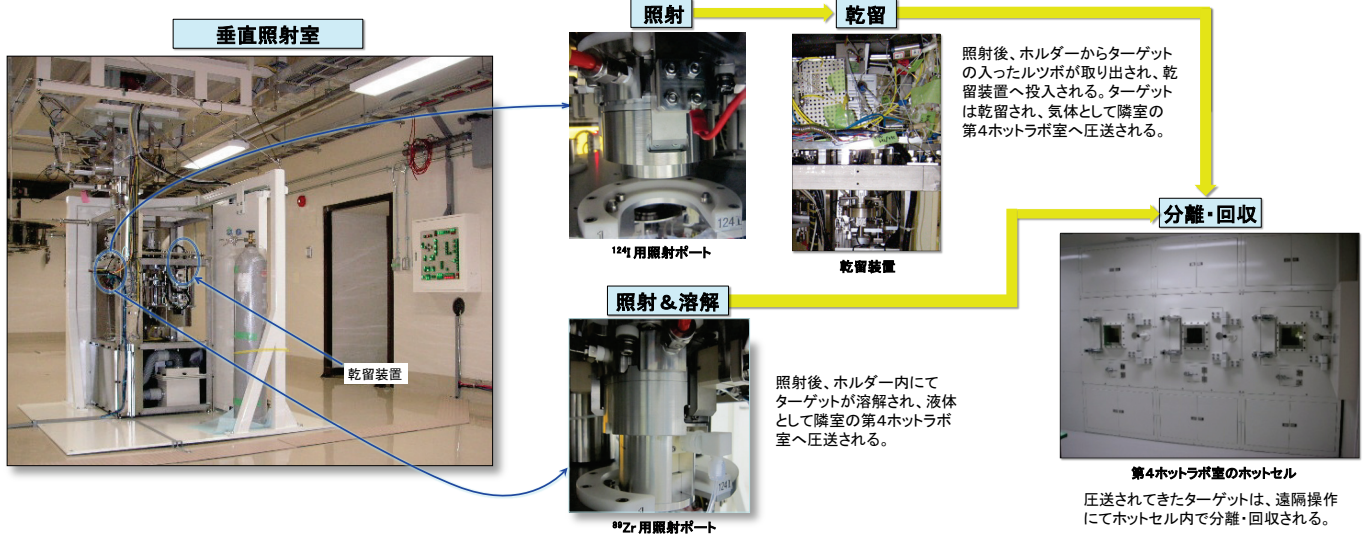 垂直照射室
乾留装置
照射
乾留
¹²⁴I 用照射ポート
124 I
乾留装置
照射後、ホルダーからターゲット
の入ったルツボが取り出され、乾
留装置へ投入される。ターゲット
は乾留され、気体として隣室の
第4ホットラボ室へ圧送される。
照射&溶解
124 I
⁸⁹Zr 用照射ポート
照射後、ホルダー内にて
ターゲットが溶解され、液体
として隣室の第4ホットラボ
室へ圧送される。
分離・回収
第4ホットラボ室のホットセル
圧送されてきたターゲットは、遠隔操作
にてホットセル内で分離・回収される。